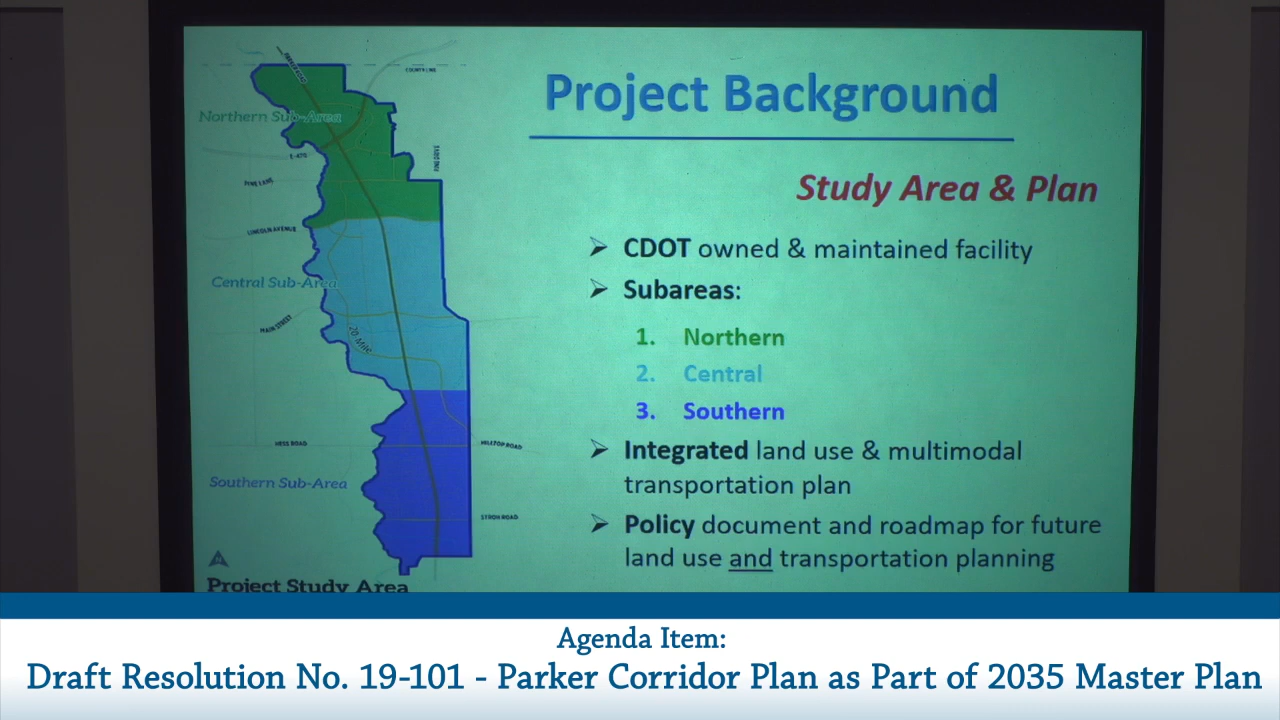 PARKER ROAD
COUNTY LINE
Northern Sub-Area
E-470
PINE LANE
LINCOLN AVENUE
Central Sub-Area
MAIN STREET
20 Mile
HESS ROAD
HILLTOP ROAD
Southern Sub-Area
STROH ROAD
Project Study Area
Project Background
Study Area & Plan
➢ CDOT owned & maintained facility
➢ Subareas:
1. Northern
2. Central
3. Southern
➢ Integrated land use & multimodal
transportation plan
➢ Policy document and roadmap for future
land use and transportation planning
Agenda Item:
Draft Resolution No. 19-101 - Parker Corridor Plan as Part of 2035 Master Plan